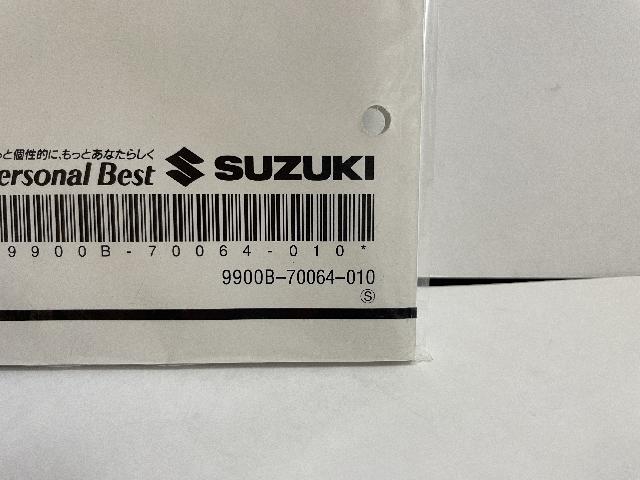 と個性的に、もっとあなたらしく
ersonal Best SUZUKI
9900B-70064-010*
9900B-70064-010
Ⓢ